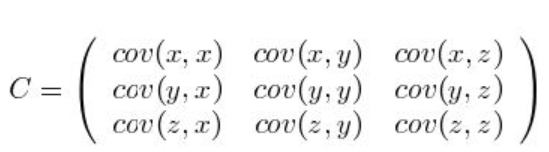 cov(x, x) cov(x, y) cov(x, z)
C = ( cov(y, x) cov(y, y) cov(y, z) )
cov(z, x) cov(z, y) cov(z, z)